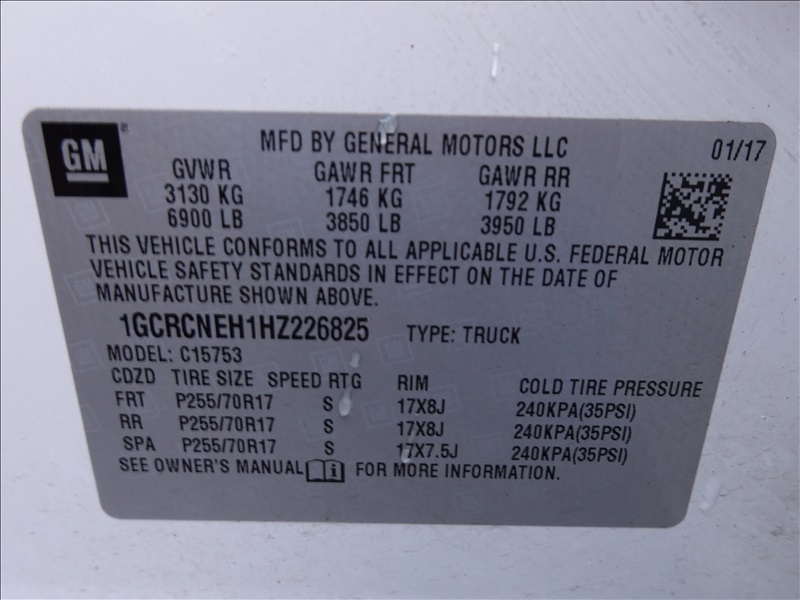 GM
MFD BY GENERAL MOTORS LLC 01/17
GVWR GAWR FRT GAWR RR
3130 KG 1746 KG 1792 KG
6900 LB 3850 LB 3950 LB
THIS VEHICLE CONFORMS TO ALL APPLICABLE U.S. FEDERAL MOTOR
VEHICLE SAFETY STANDARDS IN EFFECT ON THE DATE OF
MANUFACTURE SHOWN ABOVE.
1GCRCNEH1HZ226825 TYPE: TRUCK
MODEL: C15753
CDZD TIRE SIZE SPEED RTG RIM COLD TIRE PRESSURE
FRT P255/70R17 S 17X8J 240KPA(35PSI)
RR P255/70R17 S 17X8J 240KPA(35PSI)
SPA P255/70R17 S 17X7.5J 240KPA(35PSI)
SEE OWNER'S MANUAL FOR MORE INFORMATION.